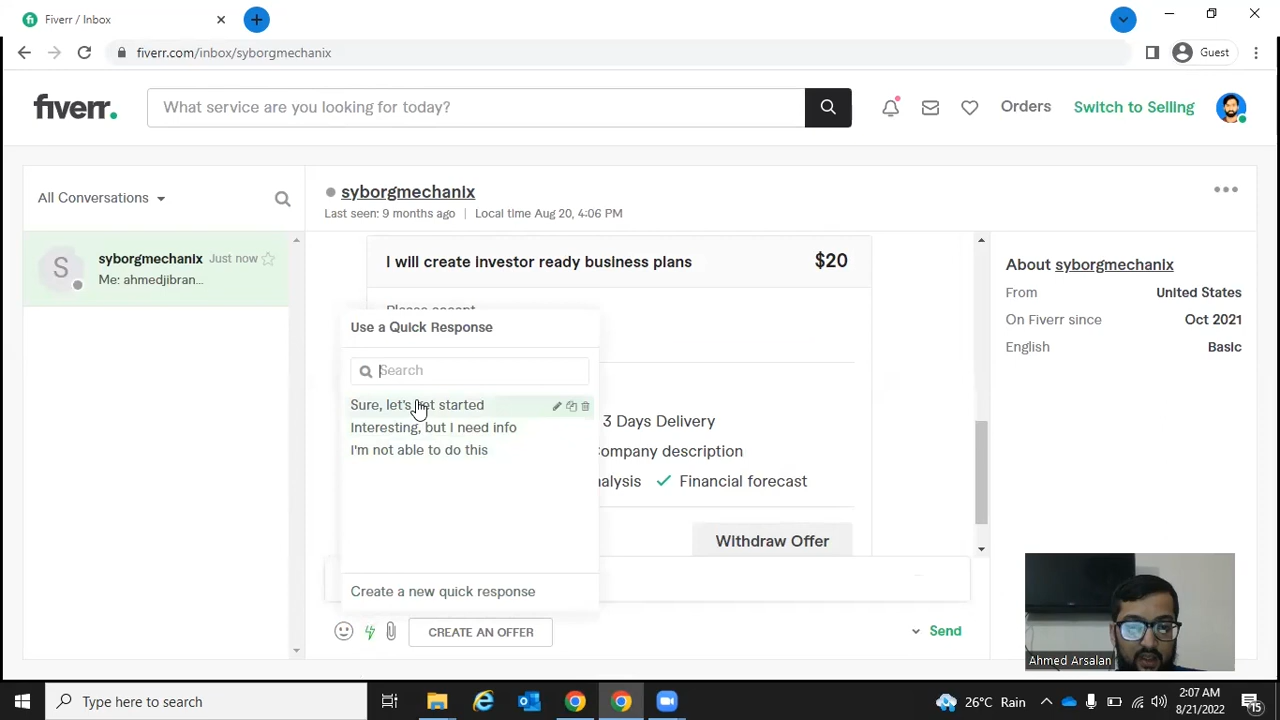 Fiverr / Inbox
fiverr.com/inbox/syborgmechanix
Guest
fiverr.
What service are you looking for today?
Orders
Switch to Selling
All Conversations
syborgmechanix
Last seen: 9 months ago | Local time Aug 20, 4:06 PM
S
syborgmechanix
Just now
Me: ahmedjibran...
I will create investor ready business plans
$20
Please accept
Use a Quick Response
Search
Sure, let's get started
Interesting, but I need info
I'm not able to do this
Create a new quick response
3 Days Delivery
Company description
Financial forecast
Withdraw Offer
CREATE AN OFFER
Send
About syborgmechanix
From
United States
On Fiverr since
Oct 2021
English
Basic
Ahmed Arsalan
Type here to search
26°C Rain
2:07 AM
8/21/2022
15